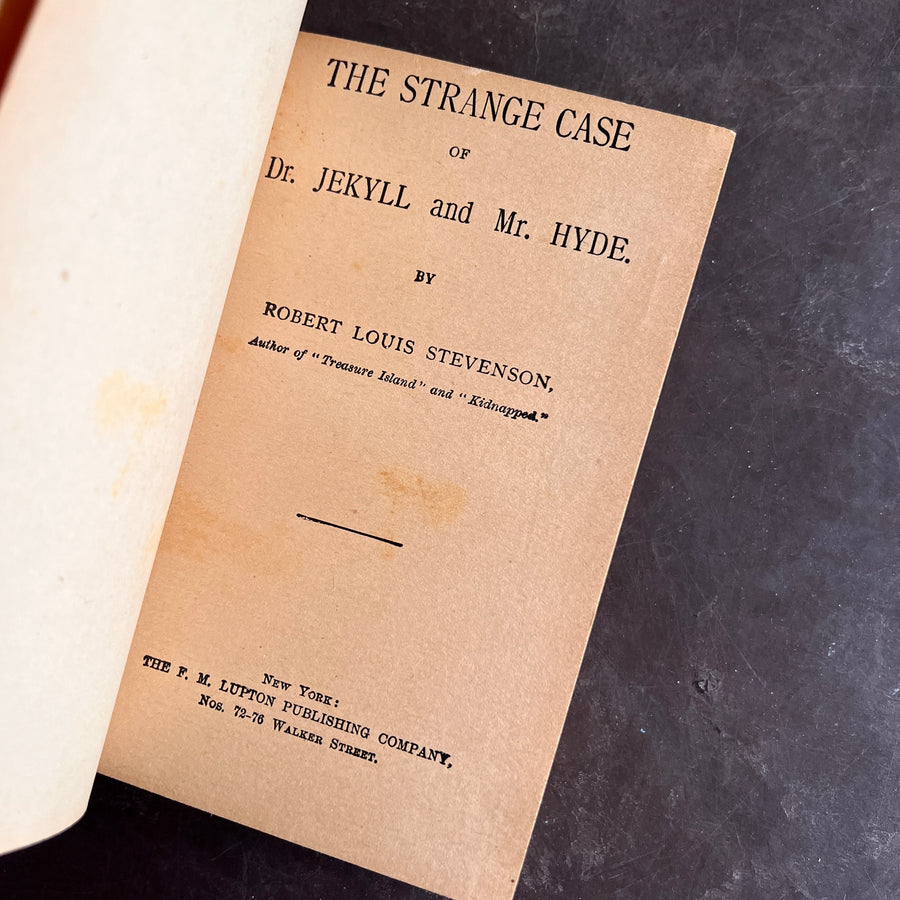 THE STRANGE CASE
OF
Dr. JEKYLL and Mr. HYDE.
BY
ROBERT LOUIS STEVENSON,
Author of "Treasure Island" and "Kidnapped."
NEW YORK:
THE F. M. LUPTON PUBLISHING COMPANY,
Nos. 72-76 WALKER STREET.